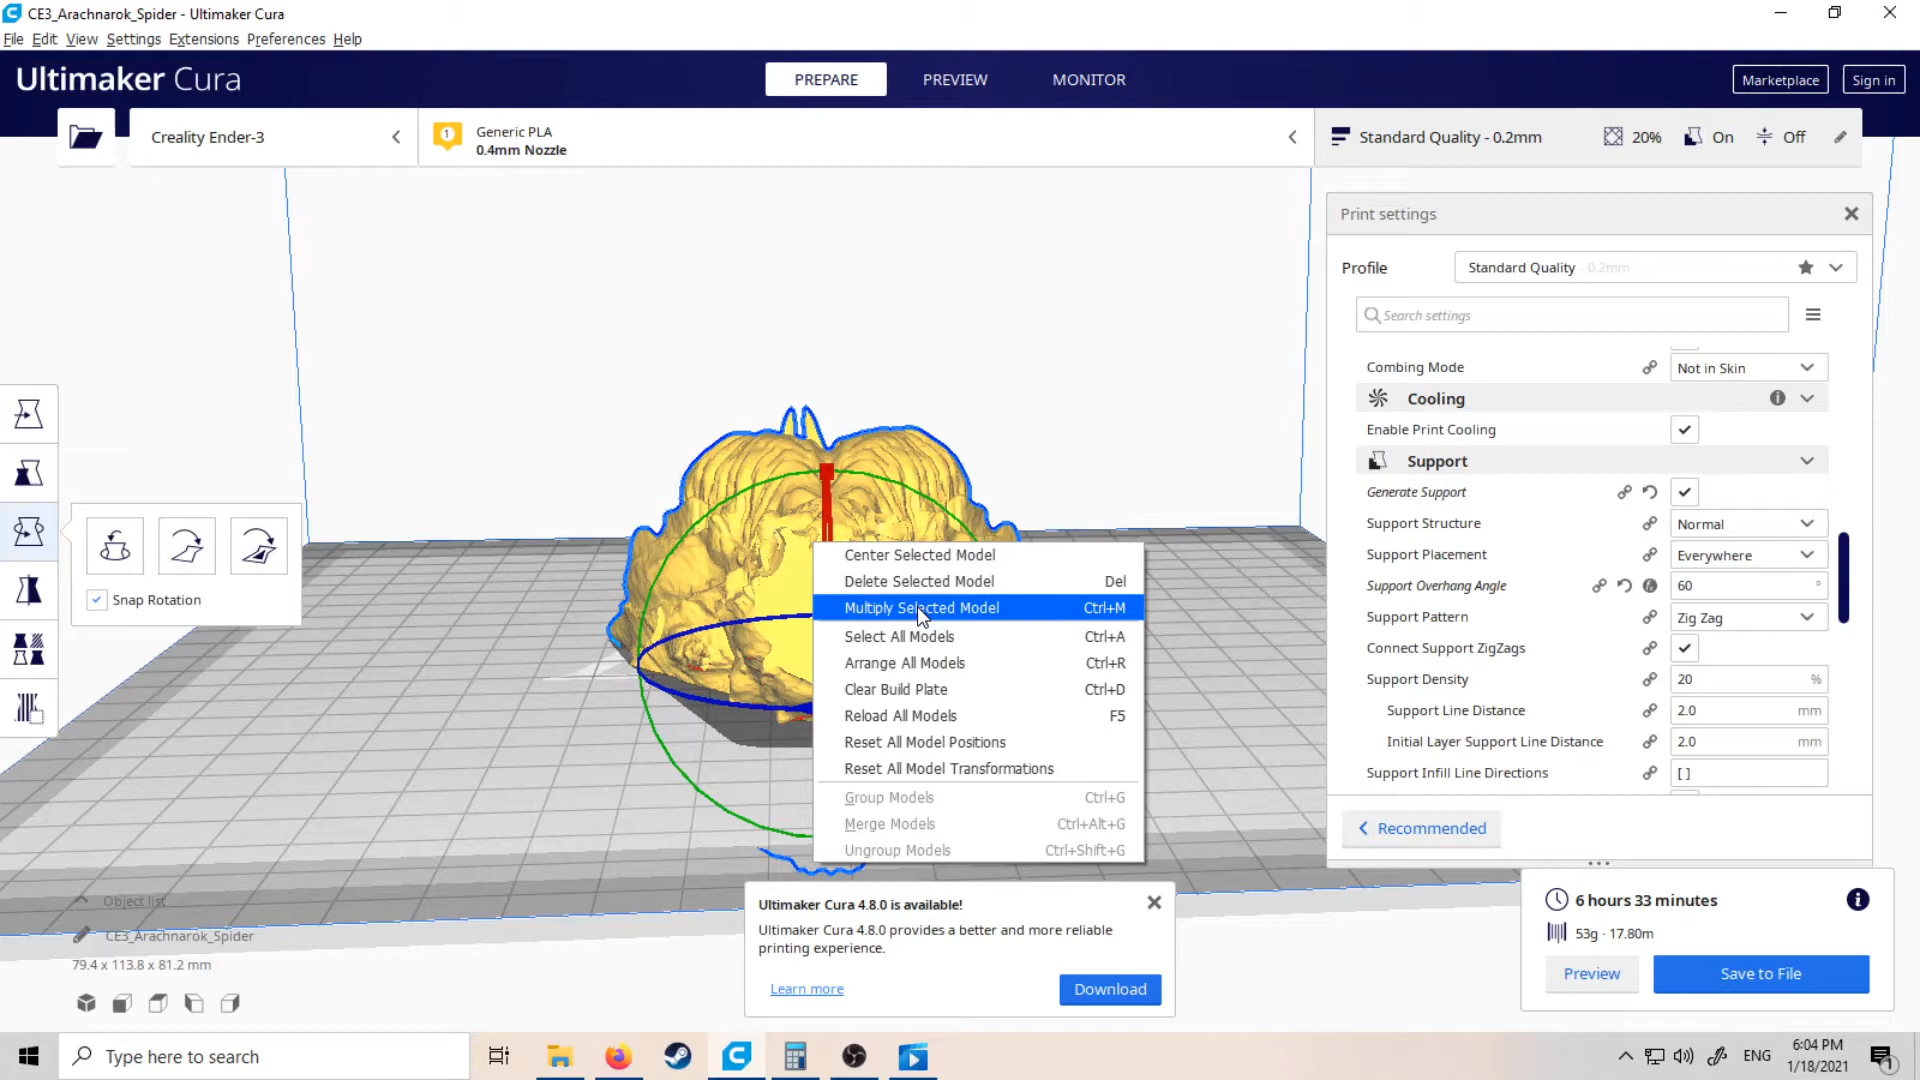 CE3_Arachnarok_Spider - Ultimaker Cura
File Edit View Settings Extensions Preferences Help
Ultimaker Cura
PREPARE PREVIEW MONITOR
Marketplace Sign in
Creality Ender-3
1
Generic PLA
0.4mm Nozzle
Standard Quality - 0.2mm 20% On Off
Print settings
Profile Standard Quality - 0.2mm
Search settings
Combing Mode Not in Skin
Cooling
Enable Print Cooling
Support
Generate Support
Support Structure Normal
Support Placement Everywhere
Support Overhang Angle 60 °
Support Pattern Zig Zag
Connect Support ZigZags
Support Density 20 %
Support Line Distance 2.0 mm
Initial Layer Support Line Distance 2.0 mm
Support Infill Line Directions [ ]
Recommended
Snap Rotation
Center Selected Model
Delete Selected Model Del
Multiply Selected Model Ctrl+M
Select All Models Ctrl+A
Arrange All Models Ctrl+R
Clear Build Plate Ctrl+D
Reload All Models F5
Reset All Model Positions
Reset All Model Transformations
Group Models Ctrl+G
Merge Models Ctrl+Alt+G
Ungroup Models Ctrl+Shift+G
Object list
CE3_Arachnarok_Spider
79.4 x 113.8 x 81.2 mm
Ultimaker Cura 4.8.0 is available!
Ultimaker Cura 4.8.0 provides a better and more reliable
printing experience.
Learn more Download
6 hours 33 minutes
53g · 17.80m
Preview Save to File
Type here to search
ENG
6:04 PM
1/18/2021
1